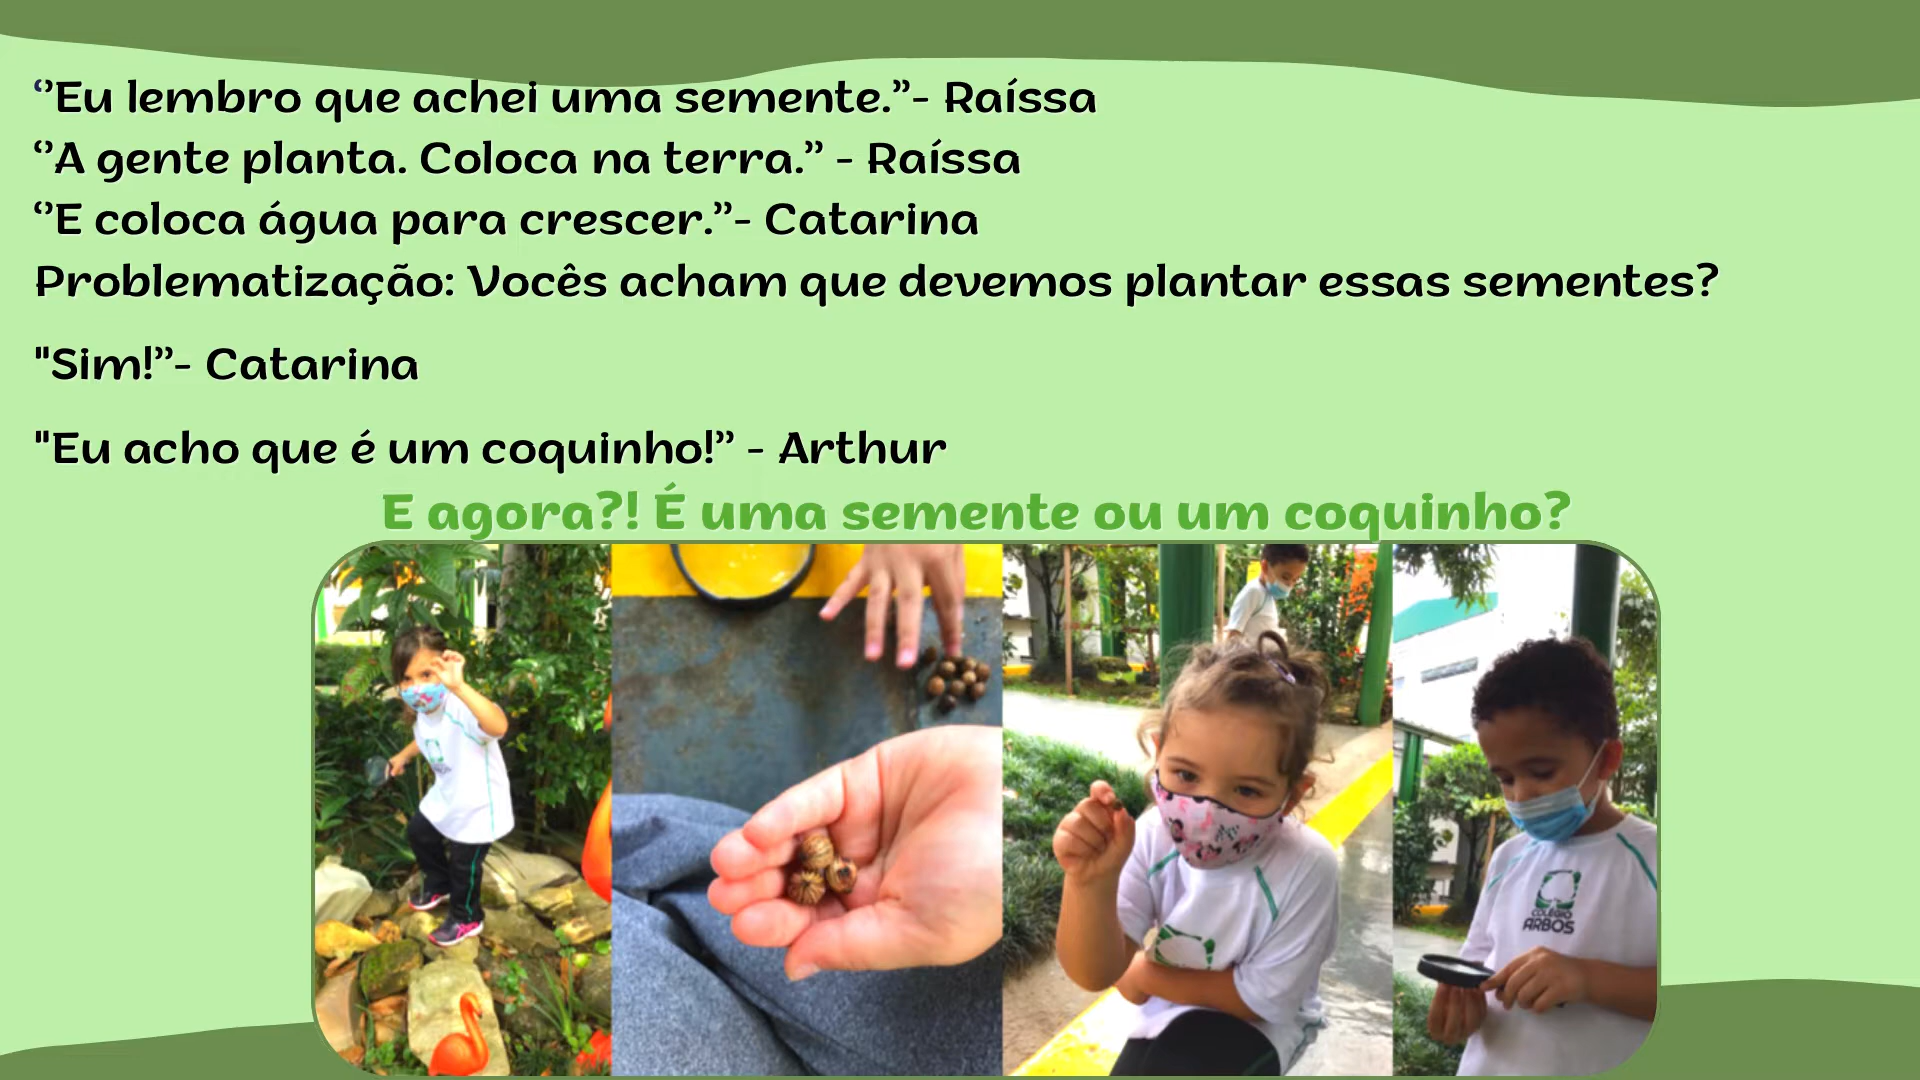 ‘’Eu lembro que achei uma semente.”- Raíssa
‘’A gente planta. Coloca na terra.” - Raíssa
‘’E coloca água para crescer.”- Catarina
Problematização: Vocês acham que devemos plantar essas sementes?
"Sim!”- Catarina
"Eu acho que é um coquinho!” - Arthur
E agora?! É uma semente ou um coquinho?
COLÉGIO
ARBOS